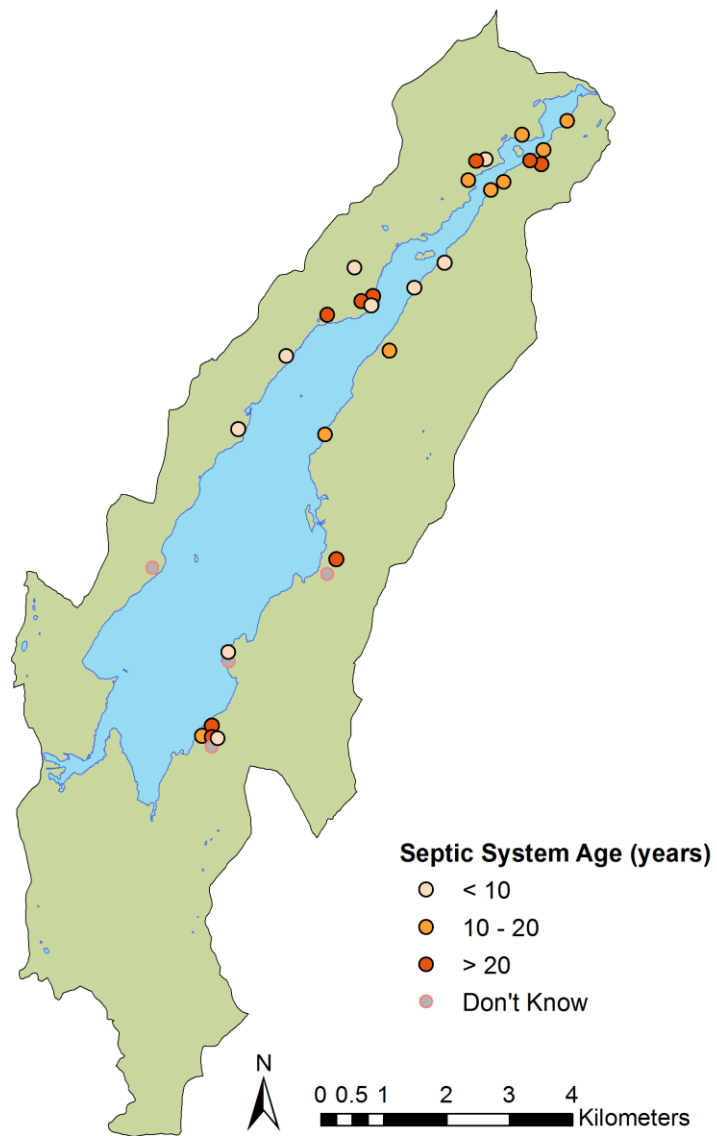 Septic System Age (years)
< 10
10 - 20
> 20
Don't Know
N
0 0.5 1 2 3 4
Kilometers